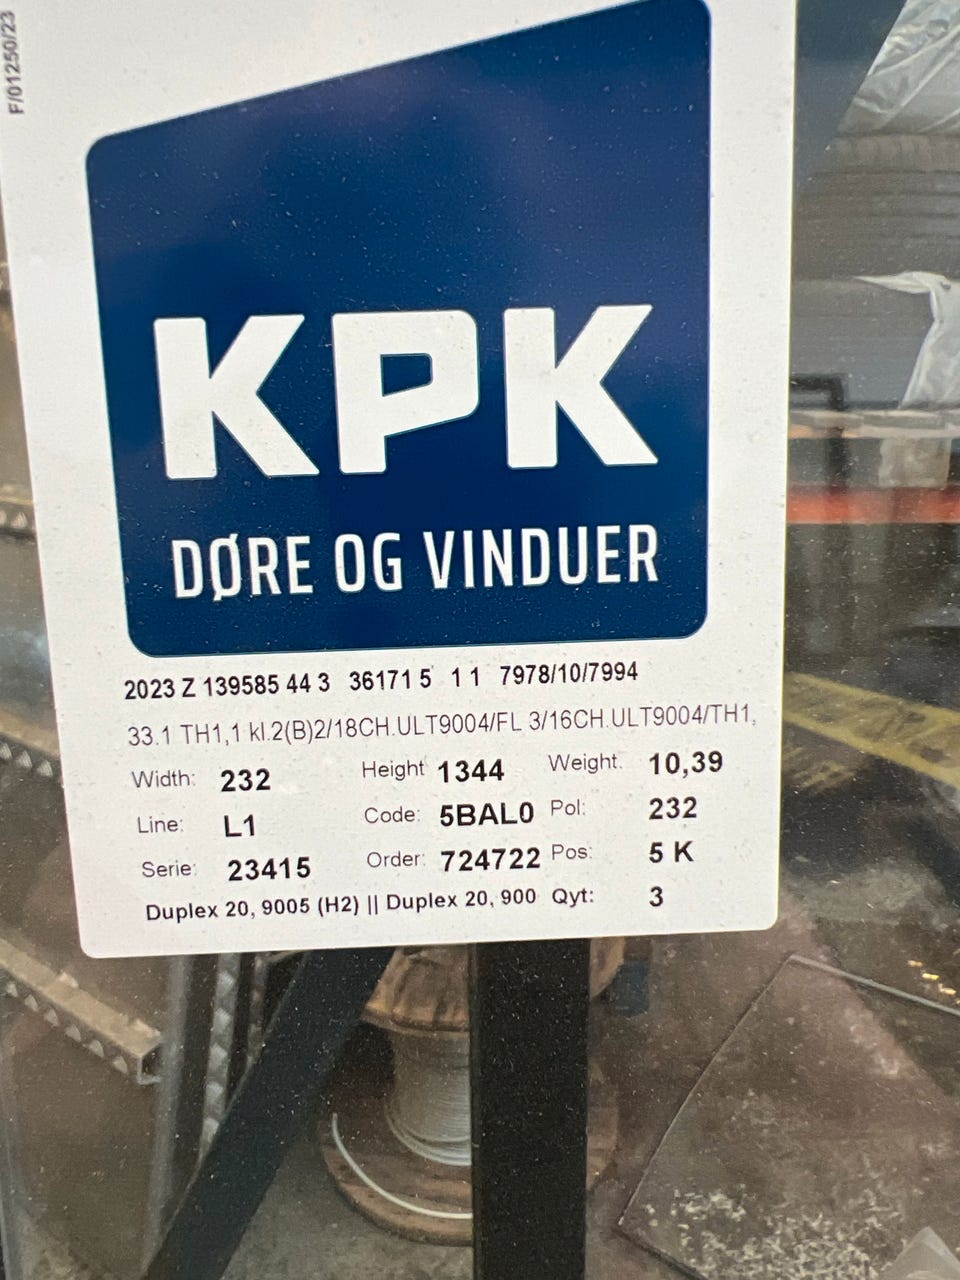 F/01250/23
KPK
DØRE OG VINDUER
2023 Z 139585 44 3 36171 5 1 1 7978/10/7994
33.1 TH1,1 kl.2(B)2/18CH.ULT9004/FL 3/16CH.ULT9004/TH1,
Width: 232 Height 1344 Weight. 10,39
Line: L1 Code: 5BAL0 Pol: 232
Serie: 23415 Order: 724722 Pos: 5 K
Duplex 20, 9005 (H2) || Duplex 20, 900 Qyt: 3